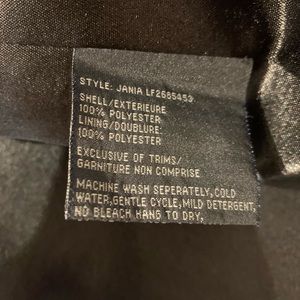 STYLE: JANIA LF2665453
SHELL/EXTERIEURE
100% POLYESTER
LINING/DOUBLURE:
100% POLYESTER
EXCLUSIVE OF TRIMS/
GARNITURE NON COMPRISE
MACHINE WASH SEPERATELY,COLD
WATER,GENTLE CYCLE,MILD DETERGENT,
NO BLEACH HANG TO DRY,